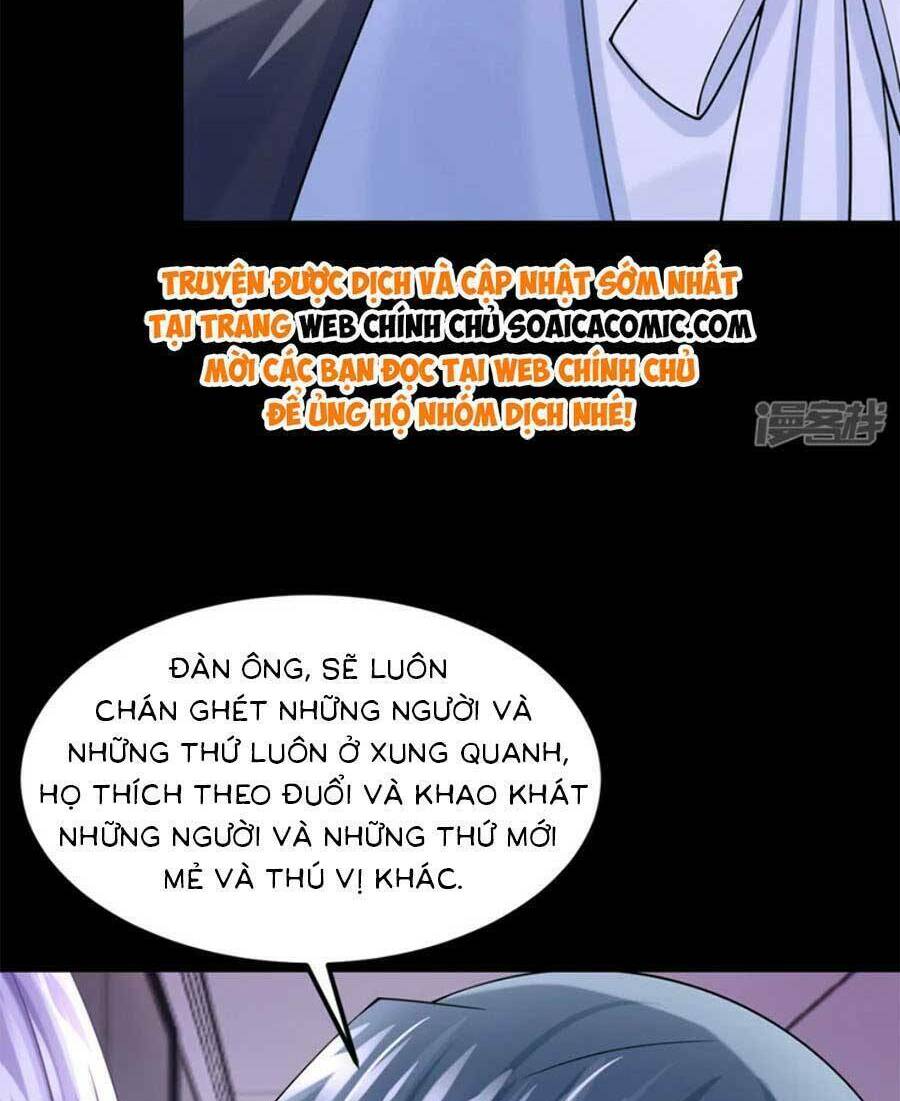 TRUYỆN ĐƯỢC DỊCH VÀ CẬP NHẬT SỚM NHẤT
TẠI TRANG WEB CHÍNH CHỦ SOAICACOMIC.COM
MỜI CÁC BẠN ĐỌC TẠI WEB CHÍNH CHỦ
ĐỂ ỦNG HỘ NHÓM DỊCH NHÉ!
漫客栈
ĐÀN ÔNG, SẼ LUÔN
CHÁN GHÉT NHỮNG NGƯỜI VÀ
NHỮNG THỨ LUÔN Ở XUNG QUANH,
HỌ THÍCH THEO ĐUỔI VÀ KHAO KHÁT
NHỮNG NGƯỜI VÀ NHỮNG THỨ MỚI
MẺ VÀ THÚ VỊ KHÁC.